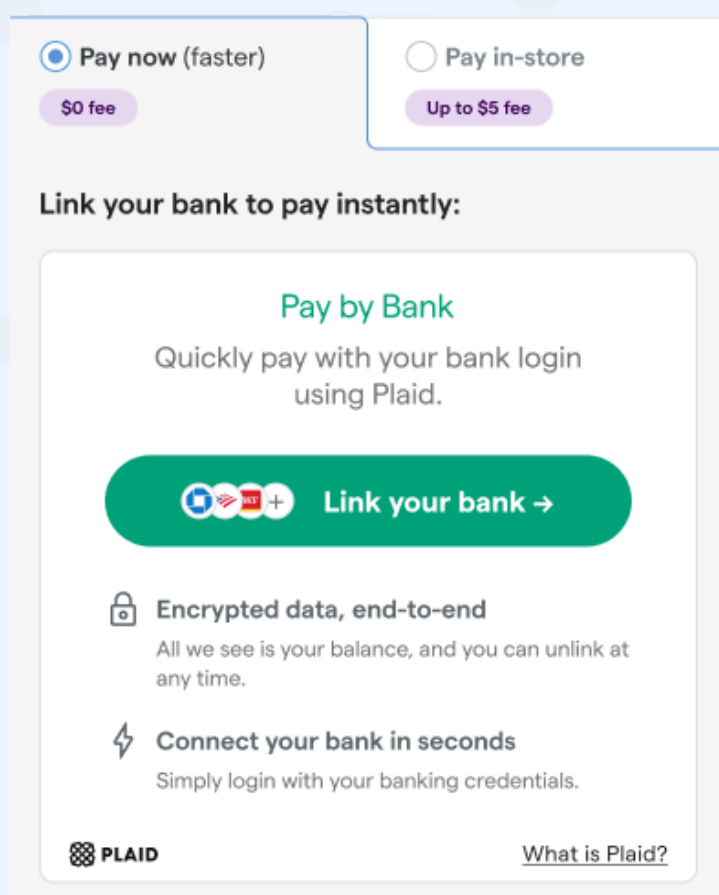 Pay now (faster)
$0 fee
Pay in-store
Up to $5 fee
Link your bank to pay instantly:
Pay by Bank
Quickly pay with your bank login
using Plaid.
Link your bank →
Encrypted data, end-to-end
All we see is your balance, and you can unlink at
any time.
Connect your bank in seconds
Simply login with your banking credentials.
PLAID
What is Plaid?